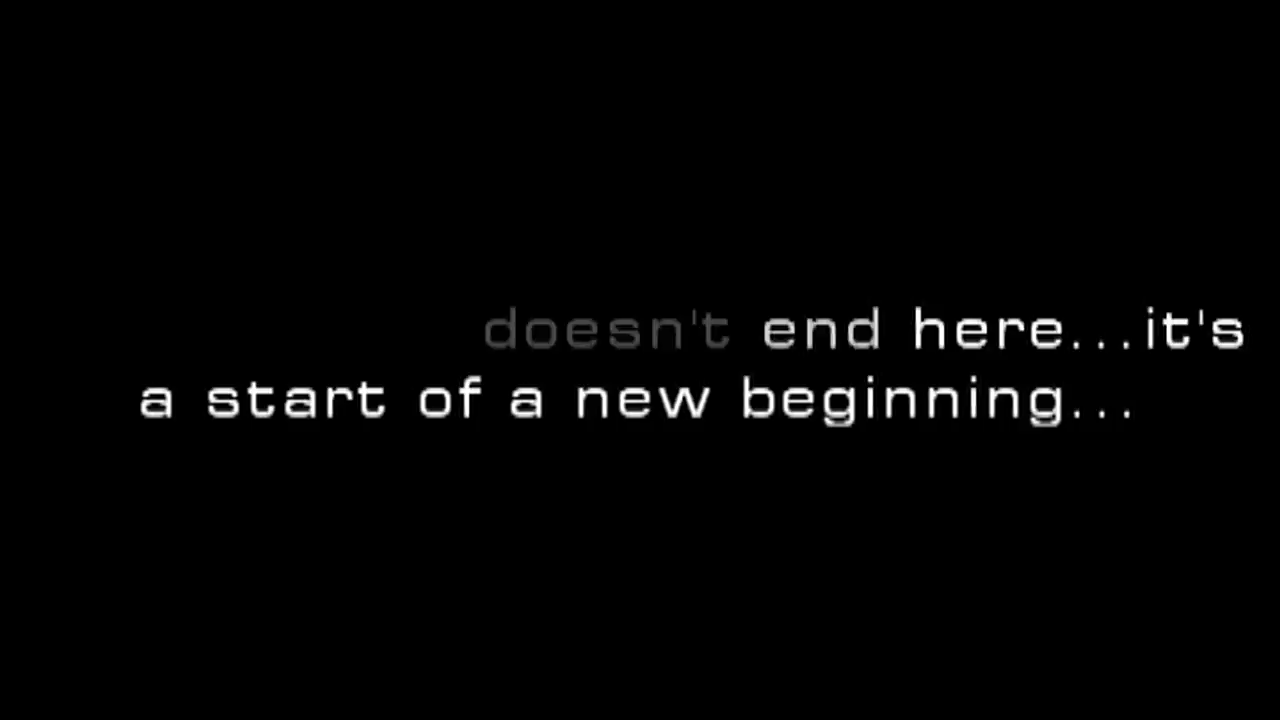 doesn't end here...it's
a start of a new beginning...